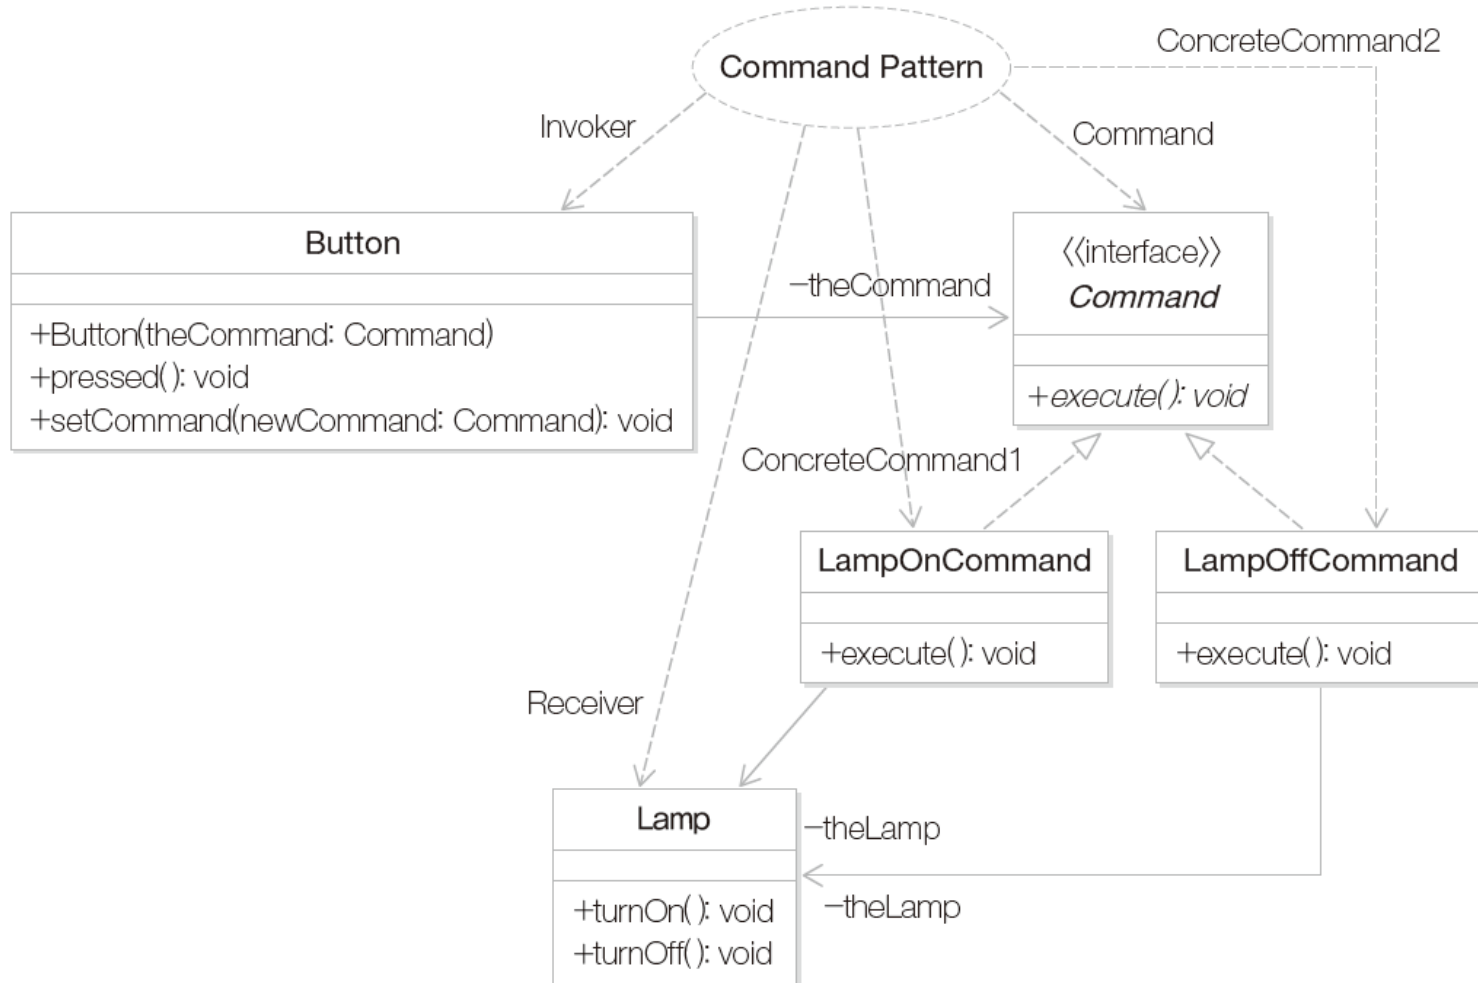 ConcreteCommand2
Command Pattern
Invoker
Command
Button
+Button(theCommand: Command)
+pressed(): void
+setCommand(newCommand: Command): void
−theCommand
《interface》
Command
+execute(): void
ConcreteCommand1
LampOnCommand
+execute(): void
LampOffCommand
+execute(): void
Receiver
Lamp
+turnOn(): void
+turnOff(): void
−theLamp
−theLamp